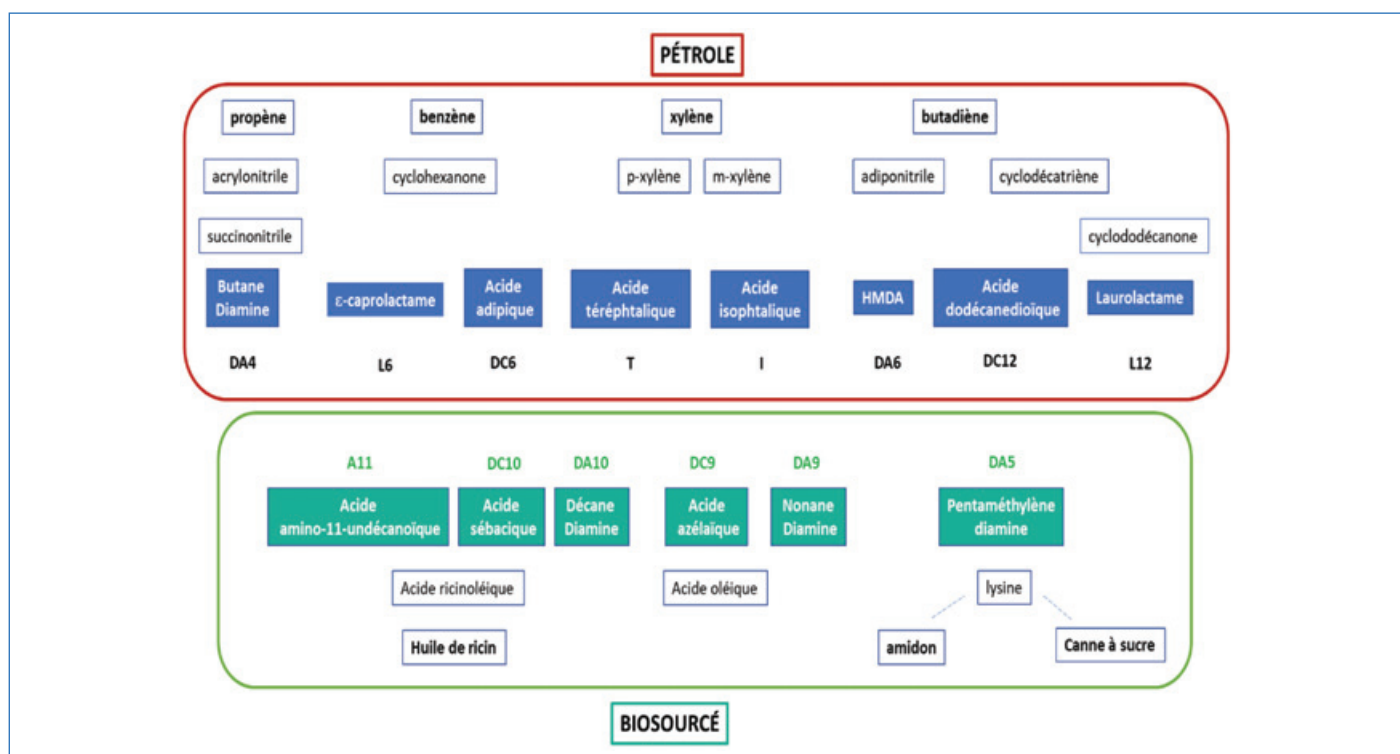 PÉTROLE
propène benzène xylène butadiène
acrylonitrile cyclohexanone p-xylène m-xylène adiponitrile cyclodécatriène
succinonitrile cyclododécanone
Butane
Diamine
ε-caprolactame
Acide
adipique
Acide
téréphtalique
Acide
isophtalique
HMDA
Acide
dodécanedioïque
Laurolactame
DA4 L6 DC6 T I DA6 DC12 L12
A11 DC10 DA10 DC9 DA9 DA5
Acide
amino-11-undécanoïque
Acide
sébacique
Décane
Diamine
Acide
azélaïque
Nonane
Diamine
Pentaméthylène
diamine
Acide ricinoléique Acide oléique lysine
Huile de ricin amidon Canne à sucre
BIOSOURCÉ